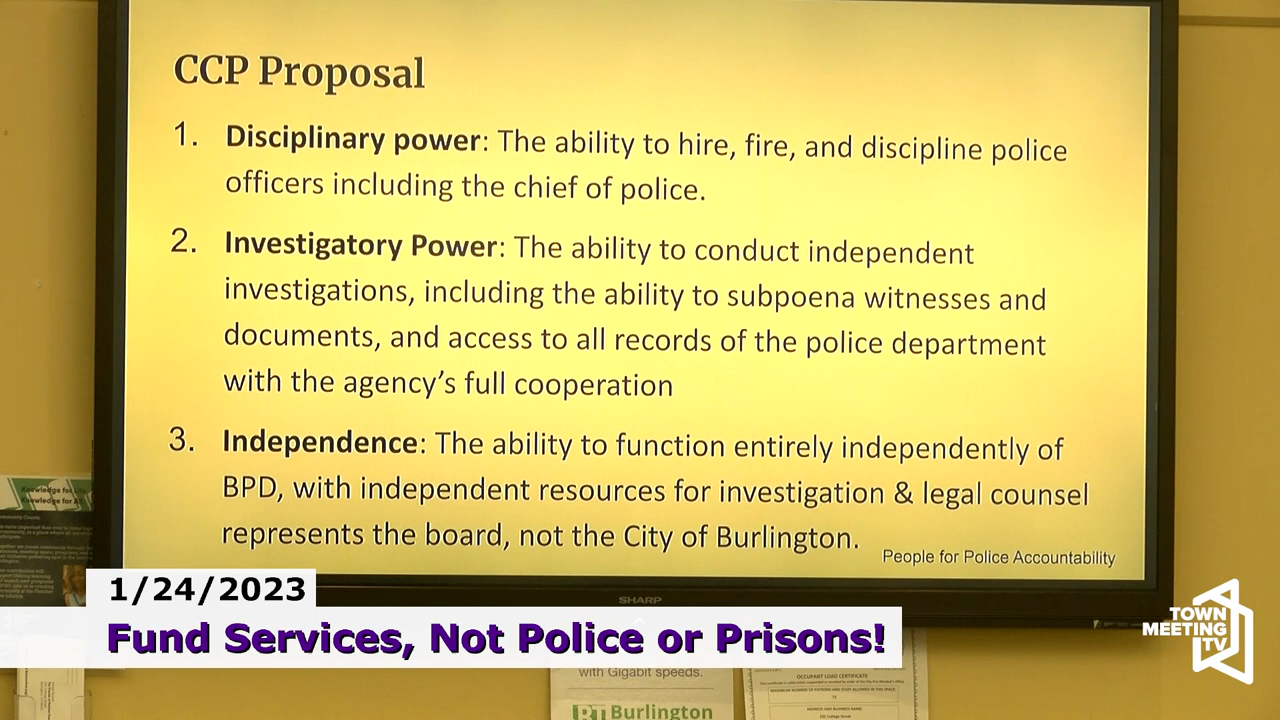 CCP Proposal
1. Disciplinary power: The ability to hire, fire, and discipline police
officers including the chief of police.
2. Investigatory Power: The ability to conduct independent
investigations, including the ability to subpoena witnesses and
documents, and access to all records of the police department
with the agency's full cooperation
3. Independence: The ability to function entirely independently of
BPD, with independent resources for investigation & legal counsel
represents the board, not the City of Burlington.
People for Police Accountability
SHARP
Knowledge for
Knowledge for
1/24/2023
Fund Services, Not Police or Prisons!
TOWN
MEETING
TV
with Gigabit speeds.
BT Burlington
OCCUPANT LOAD CERTIFICATE